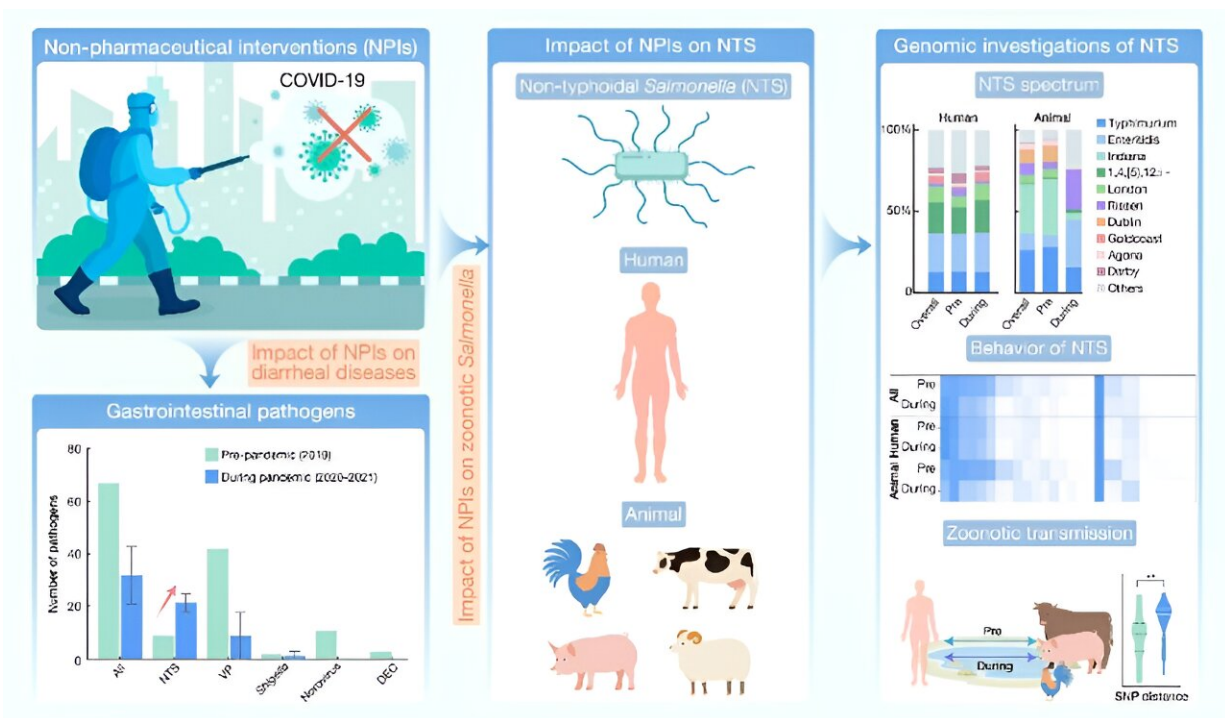 Non-pharmaceutical interventions (NPIs)
COVID-19
Impact of NPIs on
diarrheal diseases
Gastrointestinal pathogens
80
60
40
20
0
Number of pathogens
Pre-pandemic (2019)
During pandemic (2020–2021)
All
NTS
VP
Shigella
Norovirus
DEC
Impact of NPIs on zoonotic Salmonella
Impact of NPIs on NTS
Non-typhoidal Salmonella (NTS)
Human
Animal
Genomic investigations of NTS
NTS spectrum
Human
Animal
100%
50%
0
Overall
Pre
During
Overall
Pre
During
Typhimurium
Enteritidis
Indiana
1,4,[5],12:i:-
London
Rissen
Dublin
Goldcoast
Agona
Derby
Others
Behavior of NTS
All
Pre
During
Human
Pre
During
Animal
Pre
During
Zoonotic transmission
Pre
During
**
SNP distance